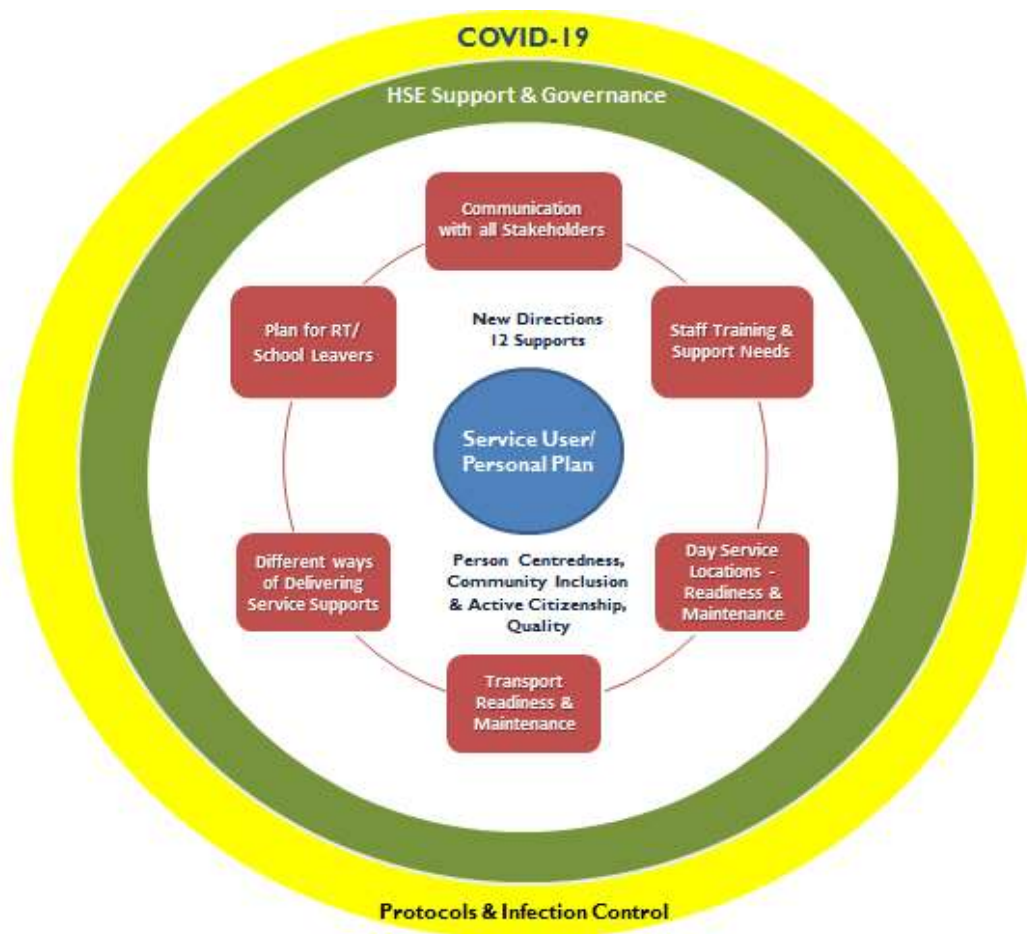 COVID-19
HSE Support & Governance
Communication
with all Stakeholders
Plan for RT/
School Leavers
New Directions
12 Supports
Staff Training &
Support Needs
Service User/
Personal Plan
Different ways
of Delivering
Service Supports
Person Centredness,
Community Inclusion
& Active Citizenship,
Quality
Day Service
Locations -
Readiness &
Maintenance
Transport
Readiness &
Maintenance
Protocols & Infection Control